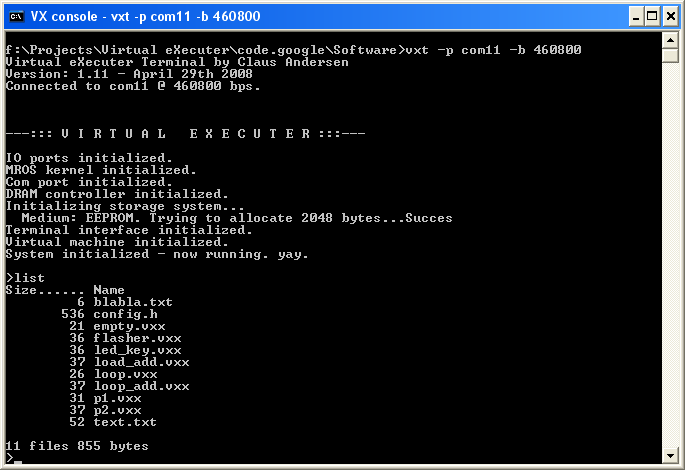 VX console - vxt -p com11 -b 460800
f:\Projects\Virtual eXecuter\code.google\Software>vxt -p com11 -b 460800
Virtual eXecuter Terminal by Claus Andersen
Version: 1.11 - April 29th 2008
Connected to com11 @ 460800 bps.
---::: V I R T U A L   E X E C U T E R :::---
IO ports initialized.
MROS kernel initialized.
Com port initialized.
DRAM controller initialized.
Initializing storage system...
  Medium: EEPROM. Trying to allocate 2048 bytes...Succes
Terminal interface initialized.
Virtual machine initialized.
System initialized - now running. yay.
>list
Size...... Name
         6 blabla.txt
       536 config.h
        21 empty.vxx
        36 flasher.vxx
        36 led_key.vxx
        37 load_add.vxx
        26 loop.vxx
        37 loop_add.vxx
        31 p1.vxx
        37 p2.vxx
        52 text.txt
11 files 855 bytes
>_